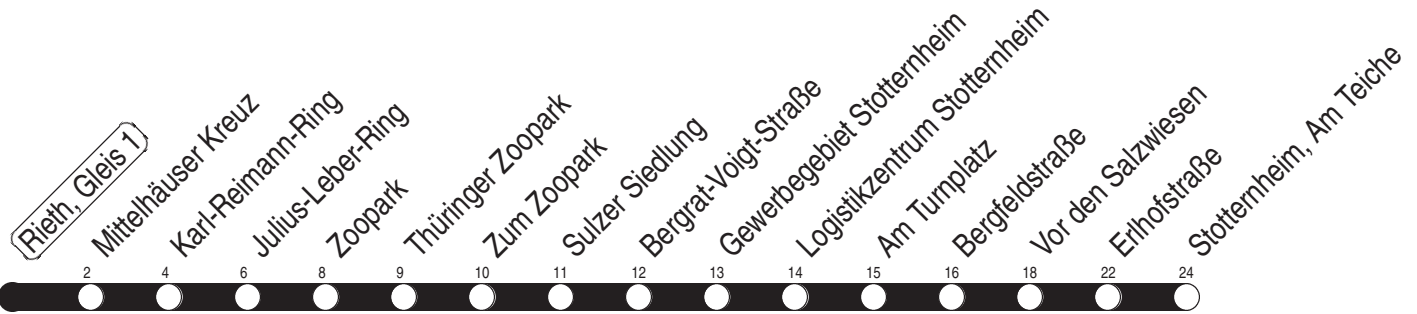 Rieth, Gleis 1
Mittelhäuser Kreuz
Karl-Reimann-Ring
Julius-Leber-Ring
Zoopark
Thüringer Zoopark
Zum Zoopark
Sulzer Siedlung
Bergrat-Voigt-Straße
Gewerbegebiet Stotternheim
Logistikzentrum Stotternheim
Am Turnplatz
Bergfeldstraße
Vor den Salzwiesen
Erlhofstraße
Stotternheim, Am Teiche
2 4 6 8 9 10 11 12 13 14 15 16 18 22 24